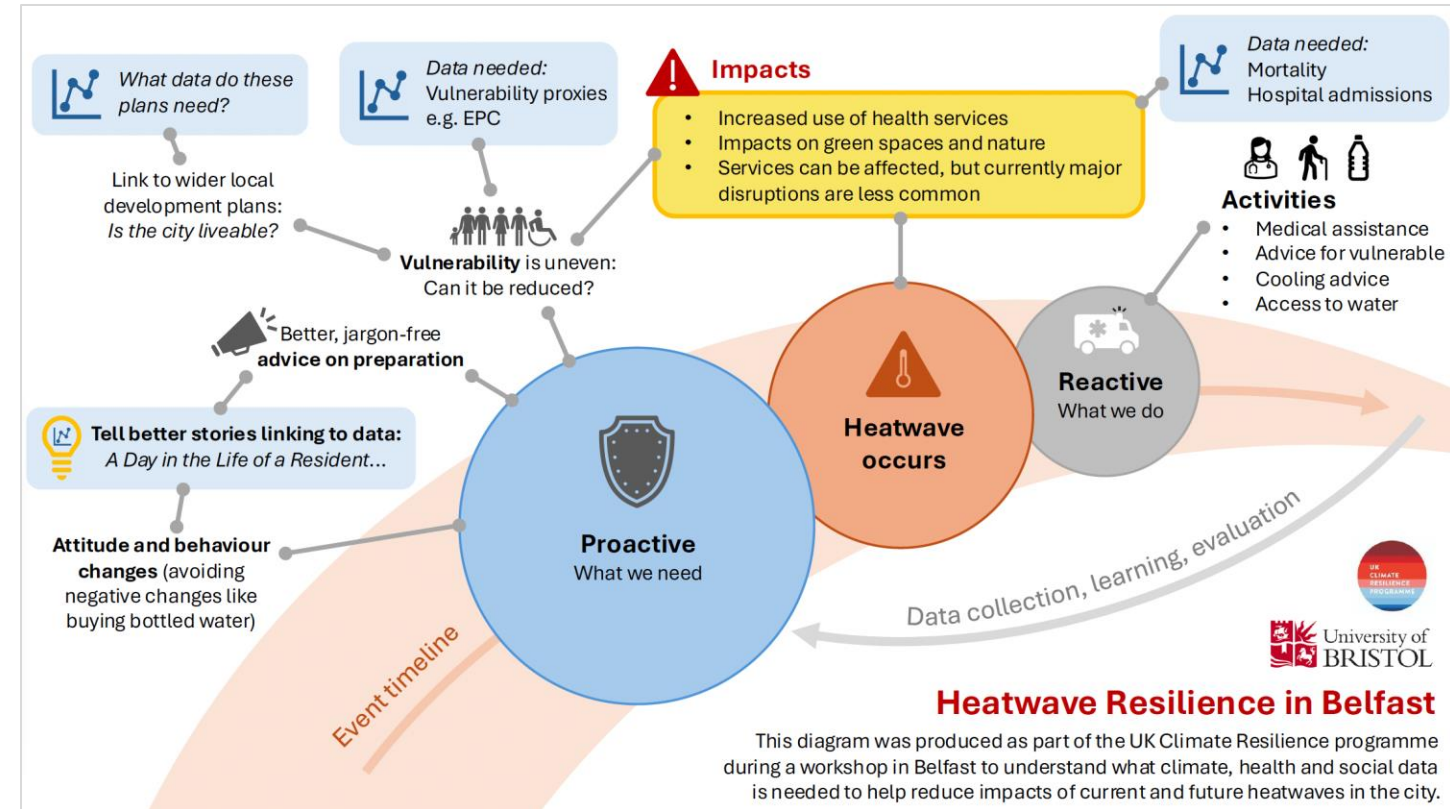 What data do these
plans need?
Link to wider local
development plans:
Is the city liveable?
Data needed:
Vulnerability proxies
e.g. EPC
Vulnerability is uneven:
Can it be reduced?
Impacts
• Increased use of health services
• Impacts on green spaces and nature
• Services can be affected, but currently major
disruptions are less common
Data needed:
Mortality
Hospital admissions
Activities
• Medical assistance
• Advice for vulnerable
• Cooling advice
• Access to water
Better, jargon-free
advice on preparation
Tell better stories linking to data:
A Day in the Life of a Resident...
Attitude and behaviour
changes (avoiding
negative changes like
buying bottled water)
Proactive
What we need
Heatwave
occurs
Reactive
What we do
Event timeline
Data collection, learning, evaluation
UK
CLIMATE
RESILIENCE
PROGRAMME
University of
BRISTOL
Heatwave Resilience in Belfast
This diagram was produced as part of the UK Climate Resilience programme
during a workshop in Belfast to understand what climate, health and social data
is needed to help reduce impacts of current and future heatwaves in the city.